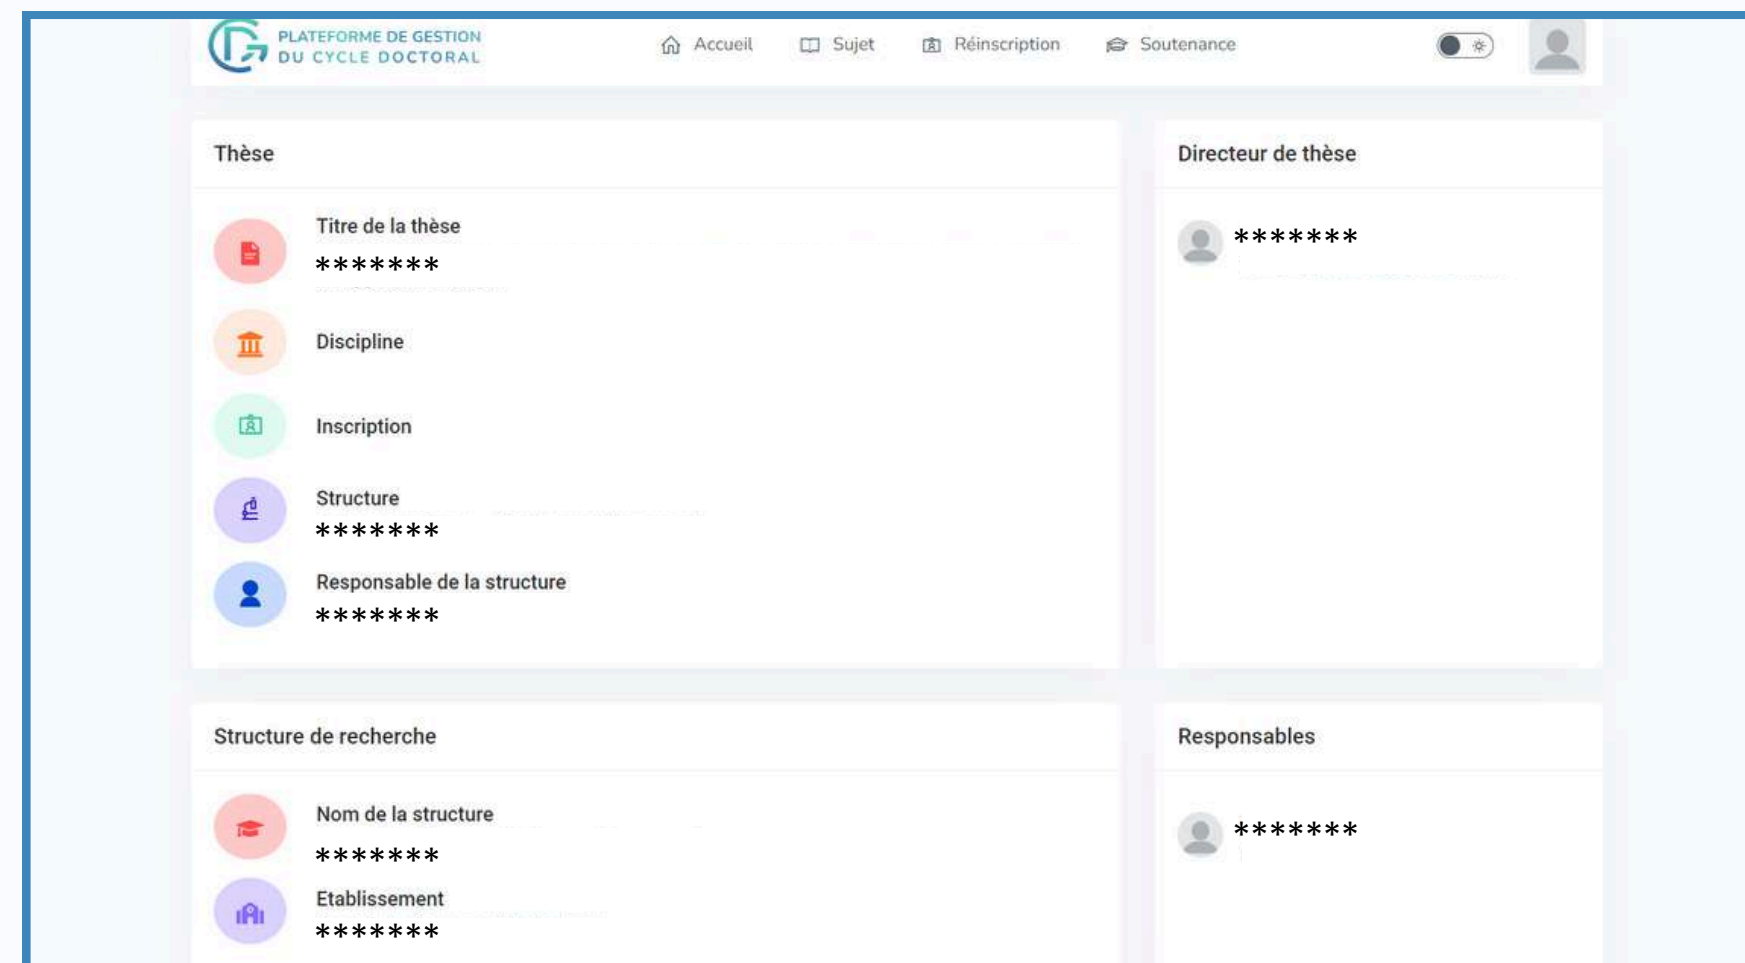 PLATEFORME DE GESTION
DU CYCLE DOCTORAL
Accueil
Sujet
Réinscription
Soutenance
Thèse
Titre de la thèse
*******
Discipline
Inscription
Structure
*******
Responsable de la structure
*******
Directeur de thèse
*******
Structure de recherche
Nom de la structure
*******
Etablissement
*******
Responsables
*******